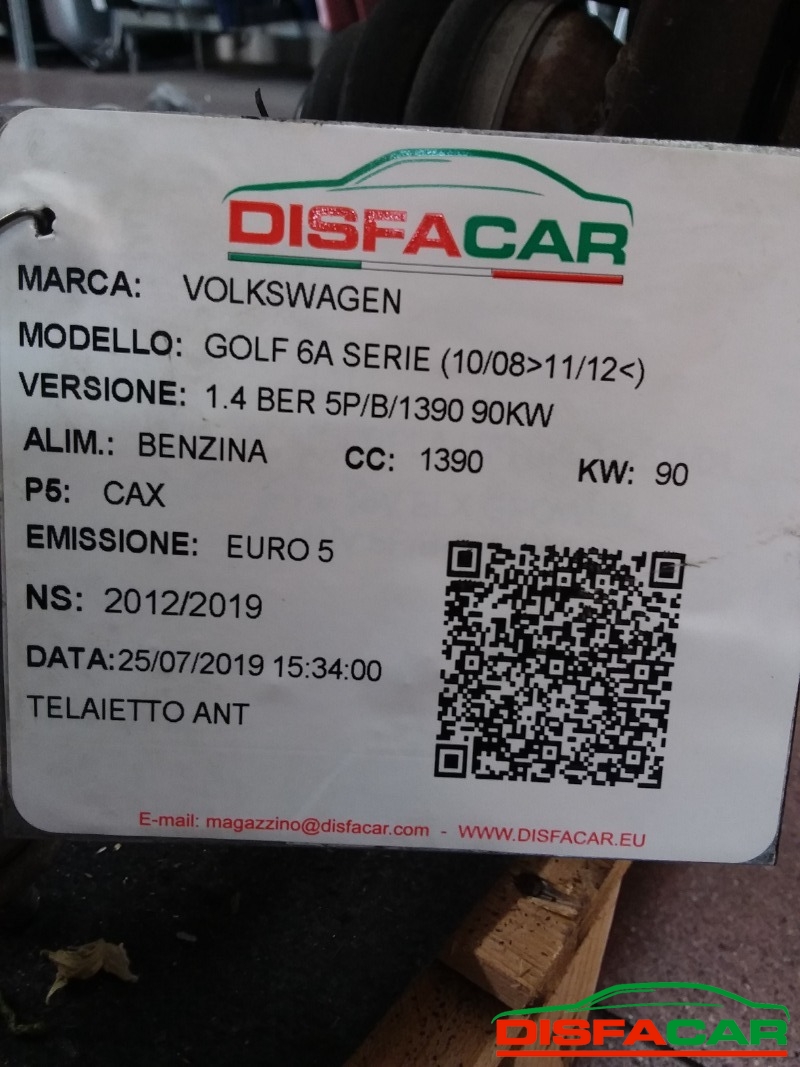 DISFACAR
MARCA: VOLKSWAGEN
MODELLO: GOLF 6A SERIE (10/08>11/12<)
VERSIONE: 1.4 BER 5P/B/1390 90KW
ALIM.: BENZINA CC: 1390 KW: 90
P5: CAX
EMISSIONE: EURO 5
NS: 2012/2019
DATA:25/07/2019 15:34:00
TELAIETTO ANT
E-mail: magazzino@disfacar.com - WWW.DISFACAR.EU
DISFACAR